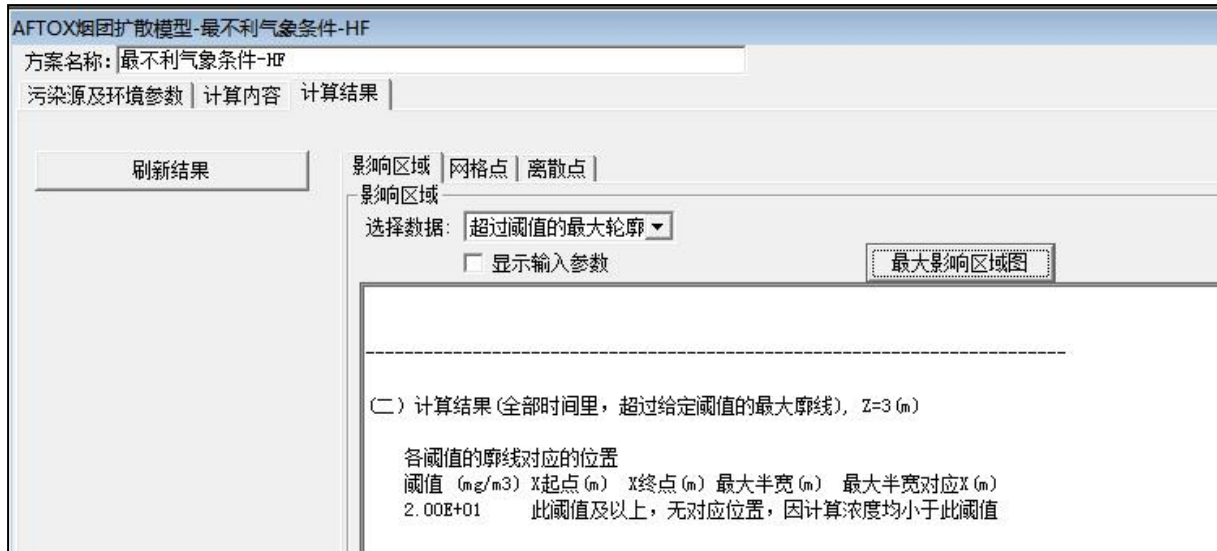 AFTOX烟团扩散模型-最不利气象条件-HF
方案名称: 最不利气象条件-HF
污染源及环境参数 计算内容 计算结果
刷新结果
影响区域 网格点 离散点
影响区域
选择数据: 超过阈值的最大轮廓
显示输入参数
最大影响区域图
------------------------------------------------------------------------
(二) 计算结果(全部时间里，超过给定阈值的最大廓线), Z=3(m)
各阈值的廓线对应的位置
阈值 (mg/m3) X起点(m) X终点(m) 最大半宽(m) 最大半宽对应X(m)
2.00E+01 此阈值及以上，无对应位置，因计算浓度均小于此阈值